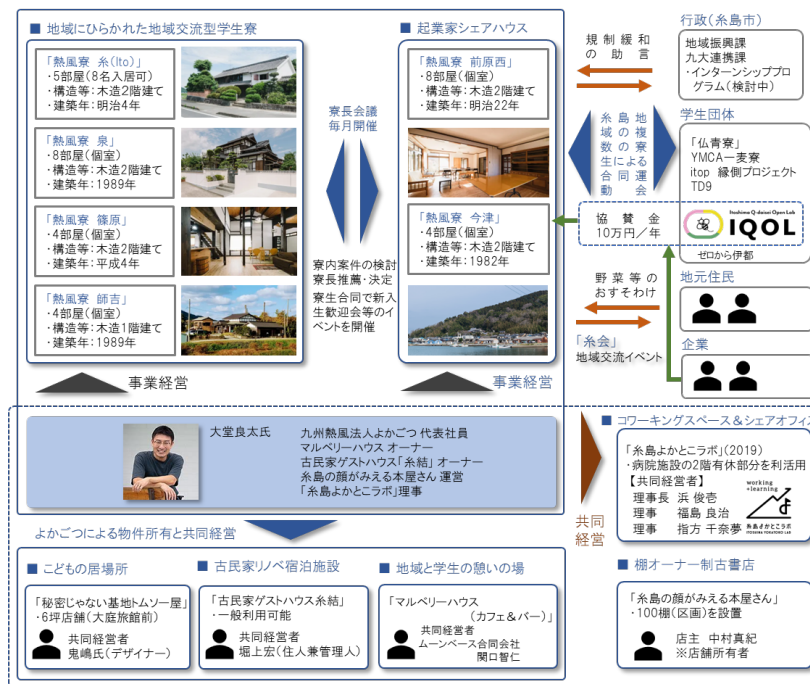 ■ 地域にひらかれた地域交流型学生寮
「熱風寮 糸(Ito)」
・5部屋(8名入居可)
・構造等:木造2階建て
・建築年:明治4年
「熱風寮 泉」
・8部屋(個室)
・構造等:木造2階建て
・建築年:1989年
「熱風寮 篠原」
・4部屋(個室)
・構造等:木造2階建て
・建築年:平成4年
「熱風寮 師吉」
・4部屋(個室)
・構造等:木造1階建て
・建築年:1989年
寮長会議
毎月開催
寮内案件の検討
寮長推薦・決定
寮生合同で新入
生歓迎会等のイ
ベントを開催
■ 起業家シェアハウス
「熱風寮 前原西」
・8部屋(個室)
・構造等:木造2階建て
・建築年:明治22年
「熱風寮 今津」
・4部屋(個室)
・構造等:木造2階建て
・建築年:1982年
規制緩和
の助言
糸島地
域の複
数の寮
生による
合同運
動会
協賛金
10万円/年
野菜等の
おすそわけ
「糸会」
地域交流イベント
行政(糸島市)
地域振興課
九大連携課
・インターンシッププロ
グラム(検討中)
学生団体
「仏青寮」
YMCA一麦寮
itop 縁側プロジェクト
TD9
Itoshima Q-daisei Open Lab
IQOL
ゼロから伊都
地元住民
企業
事業経営
事業経営
大堂良太氏
九州熱風法人よかごつ 代表社員
マルベリーハウス オーナー
古民家ゲストハウス「糸結」 オーナー
糸島の顔がみえる本屋さん 運営
「糸島よかとこラボ」理事
共同
経営
■ コワーキングスペース&シェアオフィス
「糸島よかとこラボ」(2019)
・病院施設の2階有休部分を利活用
【共同経営者】
理事長 浜 俊壱
理事 福島 良治
理事 指方 千奈夢
working
+learning
糸島よかとこラボ
ITOSHIMA YOKATOKO LAB
よかごつによる物件所有と共同経営
■ こどもの居場所
「秘密じゃない基地トムソー屋」
・6坪店舗(大庭旅館前)
共同経営者
鬼嶋氏(デザイナー)
■ 古民家リノベ宿泊施設
「古民家ゲストハウス糸結」
・一般利用可能
共同経営者
堀上宏(住人兼管理人)
■ 地域と学生の憩いの場
「マルベリーハウス
(カフェ&バー)」
共同経営者
ムーンベース合同会社
関口智仁
■ 棚オーナー制古書店
「糸島の顔がみえる本屋さん」
・100棚(区画)を設置
店主 中村真紀
※店舗所有者